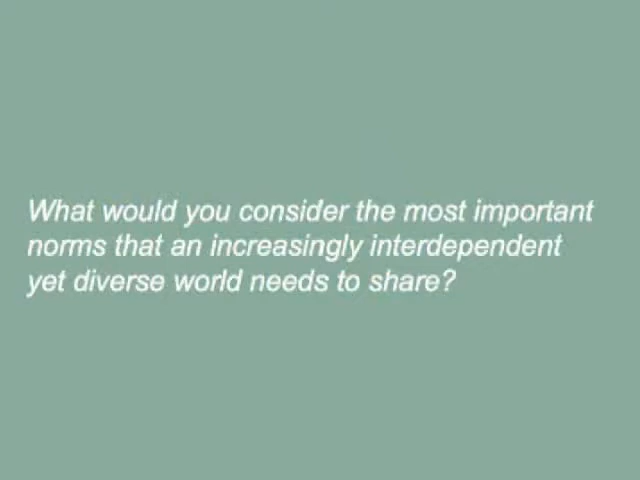 What would you consider the most important
norms that an increasingly interdependent
yet diverse world needs to share?